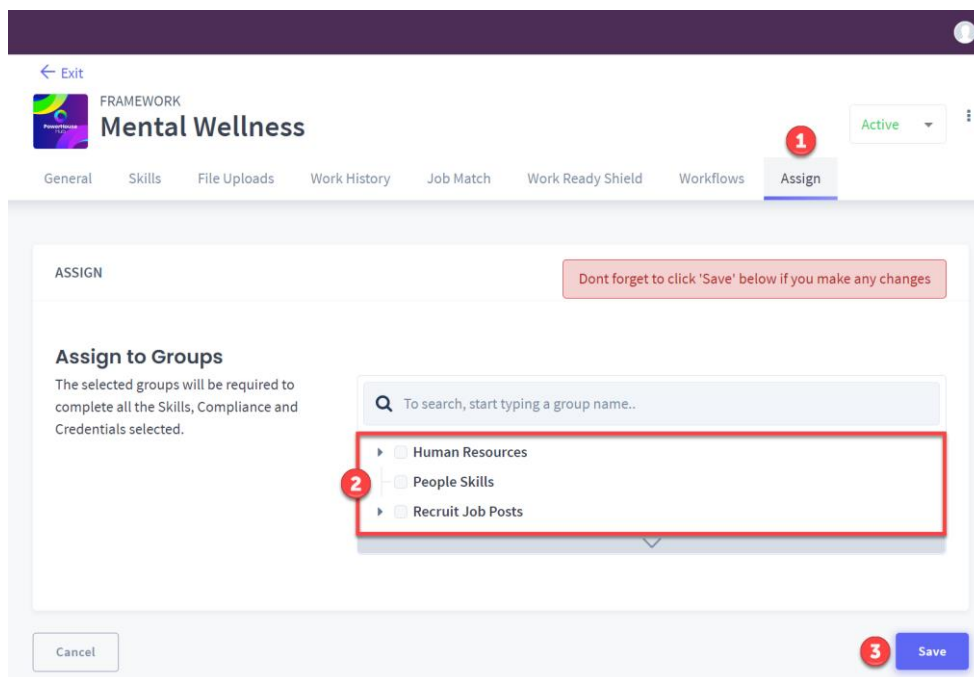 ← Exit
FRAMEWORK
Mental Wellness
PowerHouse
Hub
1
Active
General Skills File Uploads Work History Job Match Work Ready Shield Workflows Assign
ASSIGN
Dont forget to click 'Save' below if you make any changes
Assign to Groups
The selected groups will be required to
complete all the Skills, Compliance and
Credentials selected.
To search, start typing a group name..
Human Resources
2
People Skills
Recruit Job Posts
Cancel
3
Save